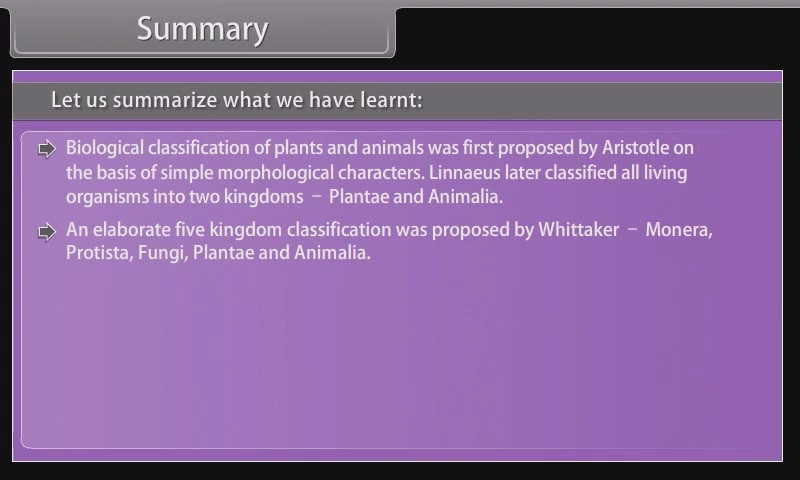 Summary
Let us summarize what we have learnt:
Biological classification of plants and animals was first proposed by Aristotle on
the basis of simple morphological characters. Linnaeus later classified all living
organisms into two kingdoms – Plantae and Animalia.
An elaborate five kingdom classification was proposed by Whittaker – Monera,
Protista, Fungi, Plantae and Animalia.